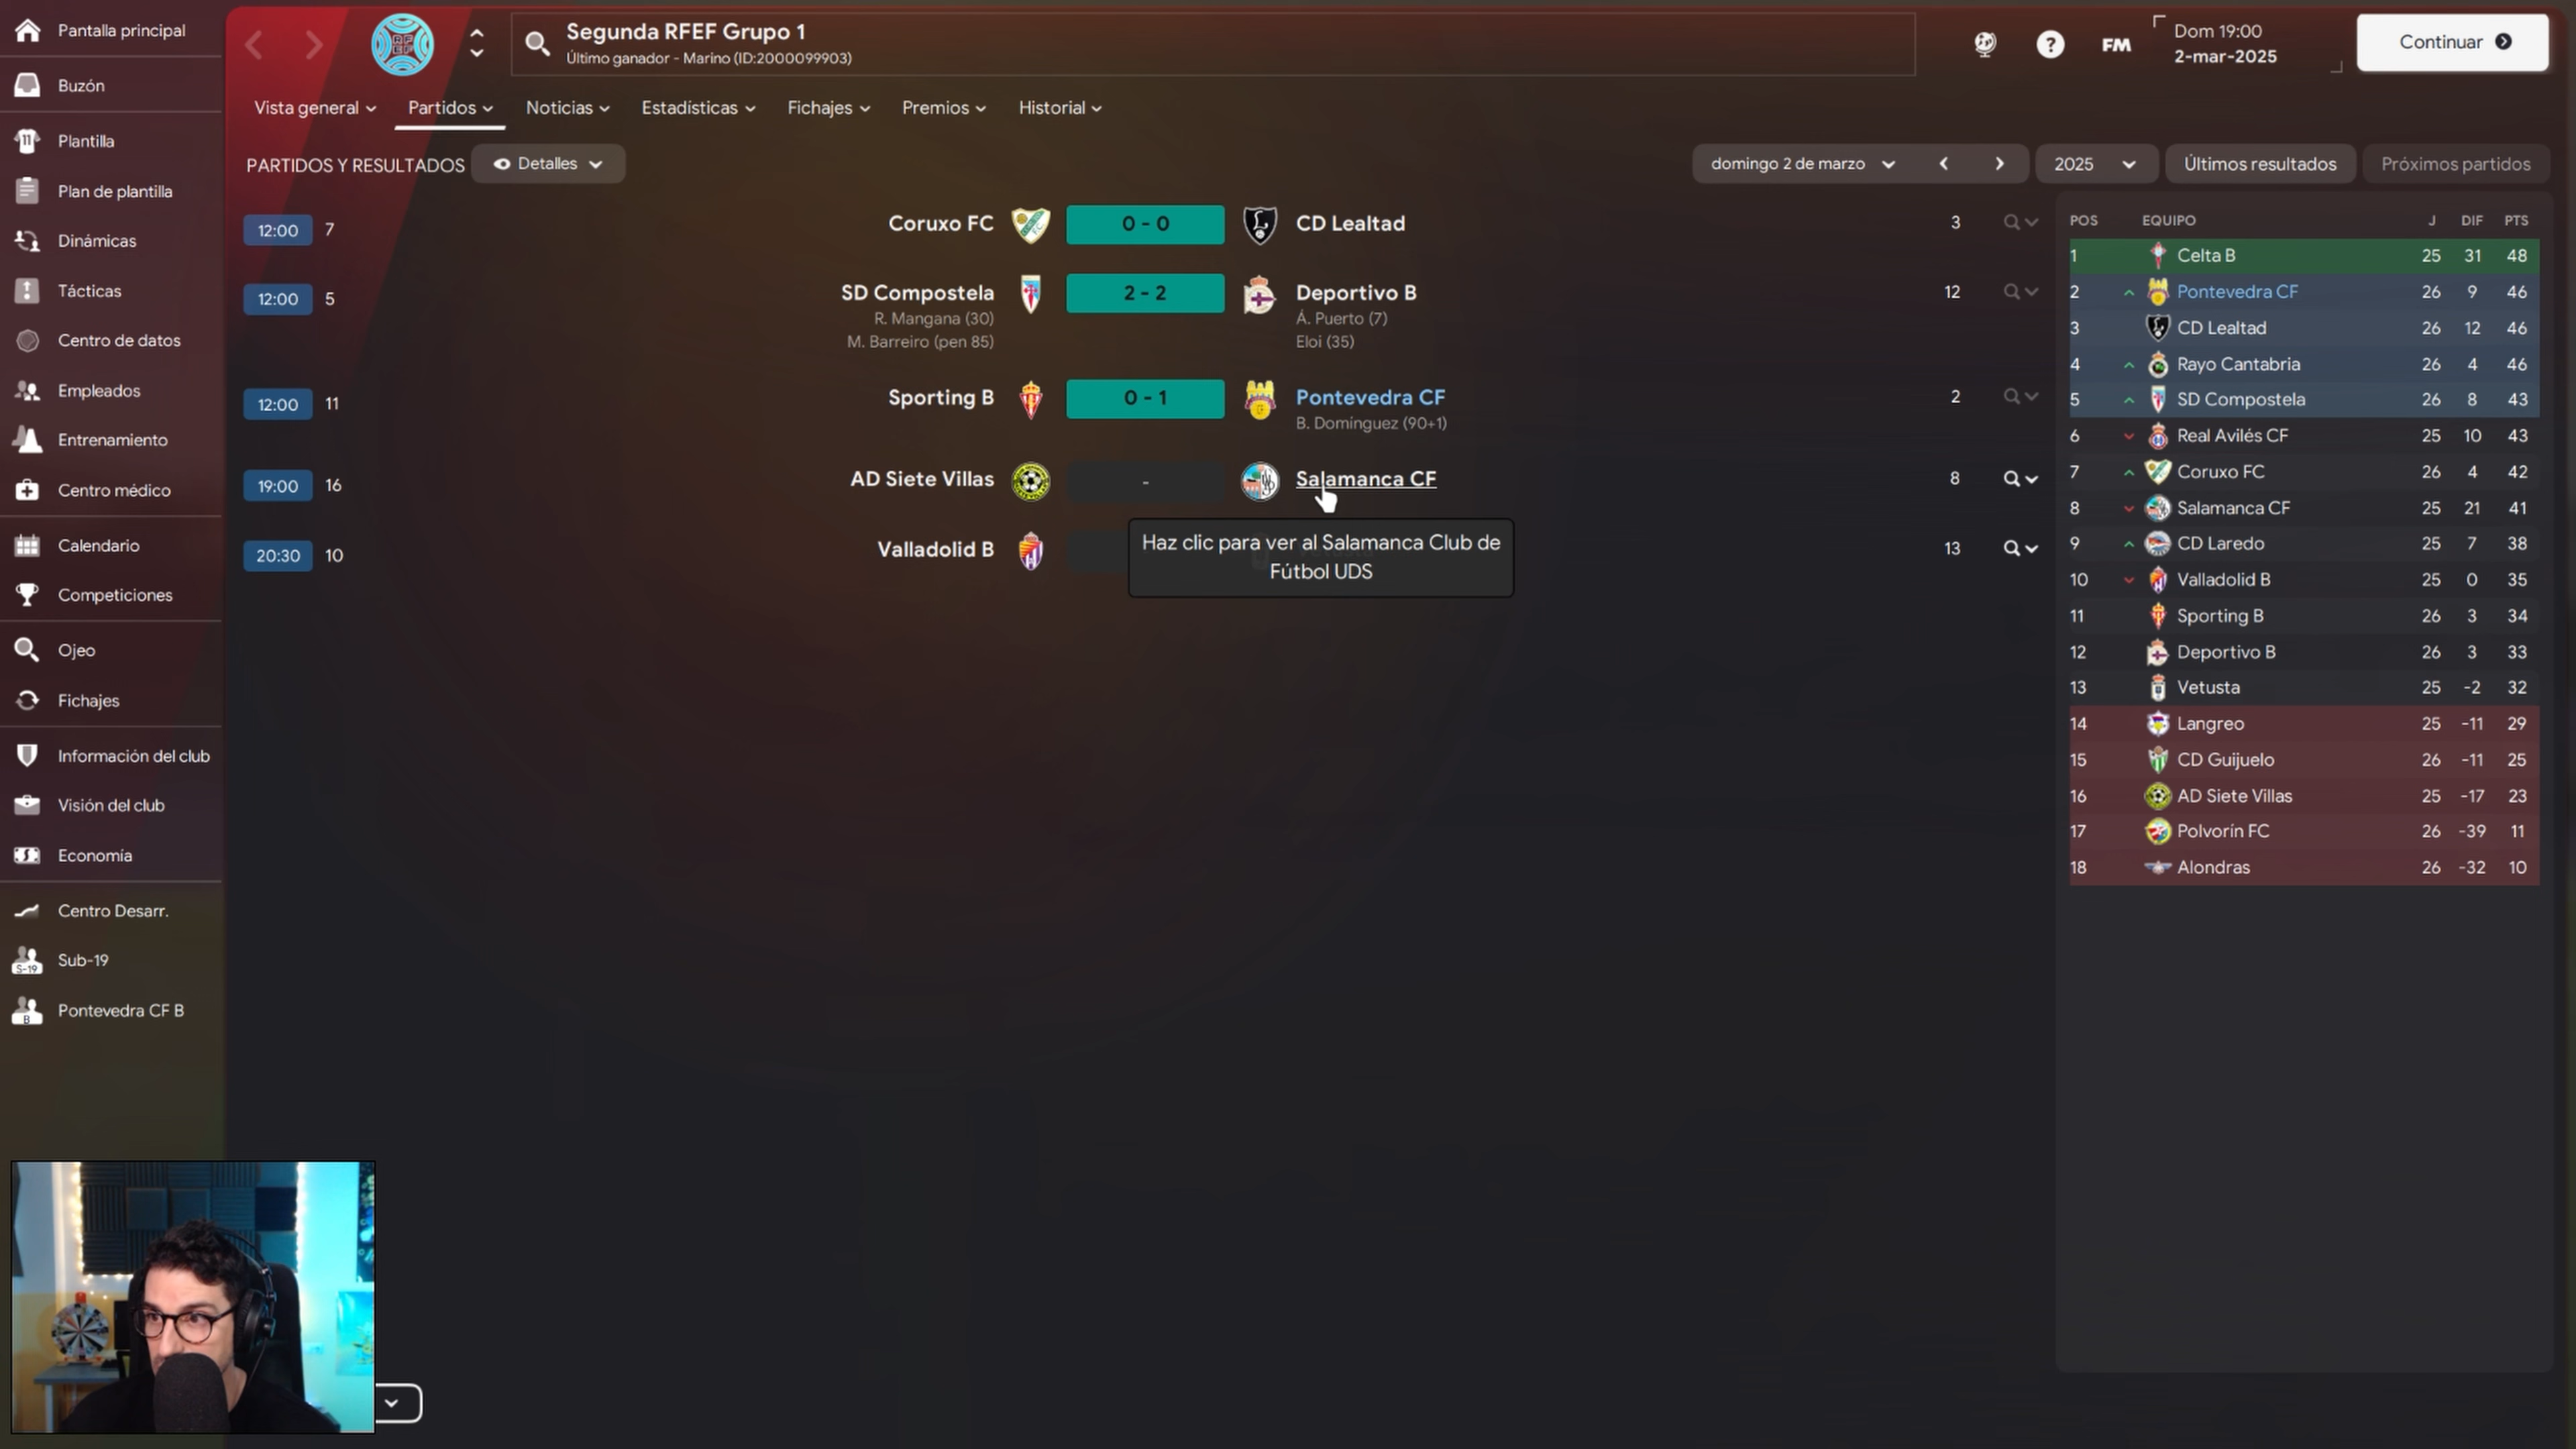 Pantalla principal
Buzón
Plantilla
Plan de plantilla
Dinámicas
Tácticas
Centro de datos
Empleados
Entrenamiento
Centro médico
Calendario
Competiciones
Ojeo
Fichajes
Información del club
Visión del club
Economía
Centro Desarr.
S-19
Sub-19
B
Pontevedra CF B
Segunda RFEF Grupo 1
Último ganador - Marino (ID:2000099903)
?
FM
Dom 19:00
2-mar-2025
Continuar
Vista general
Partidos
Noticias
Estadísticas
Fichajes
Premios
Historial
PARTIDOS Y RESULTADOS
Detalles
domingo 2 de marzo
2025
Últimos resultados
Próximos partidos
12:00 7 Coruxo FC 0 - 0 CD Lealtad 3
12:00 5 SD Compostela 2 - 2 Deportivo B 12
R. Mangana (30) Á. Puerto (7)
M. Barreiro (pen 85) Eloi (35)
12:00 11 Sporting B 0 - 1 Pontevedra CF 2
B. Domínguez (90+1)
19:00 16 AD Siete Villas - Salamanca CF 8
20:30 10 Valladolid B 13
Haz clic para ver al Salamanca Club de
Fútbol UDS
POS EQUIPO J DIF PTS
1 Celta B 25 31 48
2 Pontevedra CF 26 9 46
3 CD Lealtad 26 12 46
4 Rayo Cantabria 26 4 46
5 SD Compostela 26 8 43
6 Real Avilés CF 25 10 43
7 Coruxo FC 26 4 42
8 Salamanca CF 25 21 41
9 CD Laredo 25 7 38
10 Valladolid B 25 0 35
11 Sporting B 26 3 34
12 Deportivo B 26 3 33
13 Vetusta 25 -2 32
14 Langreo 25 -11 29
15 CD Guijuelo 26 -11 25
16 AD Siete Villas 25 -17 23
17 Polvorín FC 26 -39 11
18 Alondras 26 -32 10